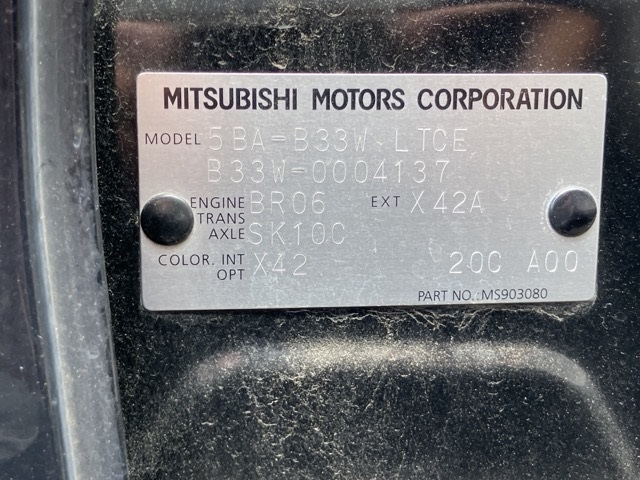 MITSUBISHI MOTORS CORPORATION
MODEL 5BA-B33W LTCE
B33W-0004137
ENGINE BR06 EXT X42A
TRANS
AXLE SK10C
COLOR. INT X42 20C A00
OPT
PART NO.:MS903080